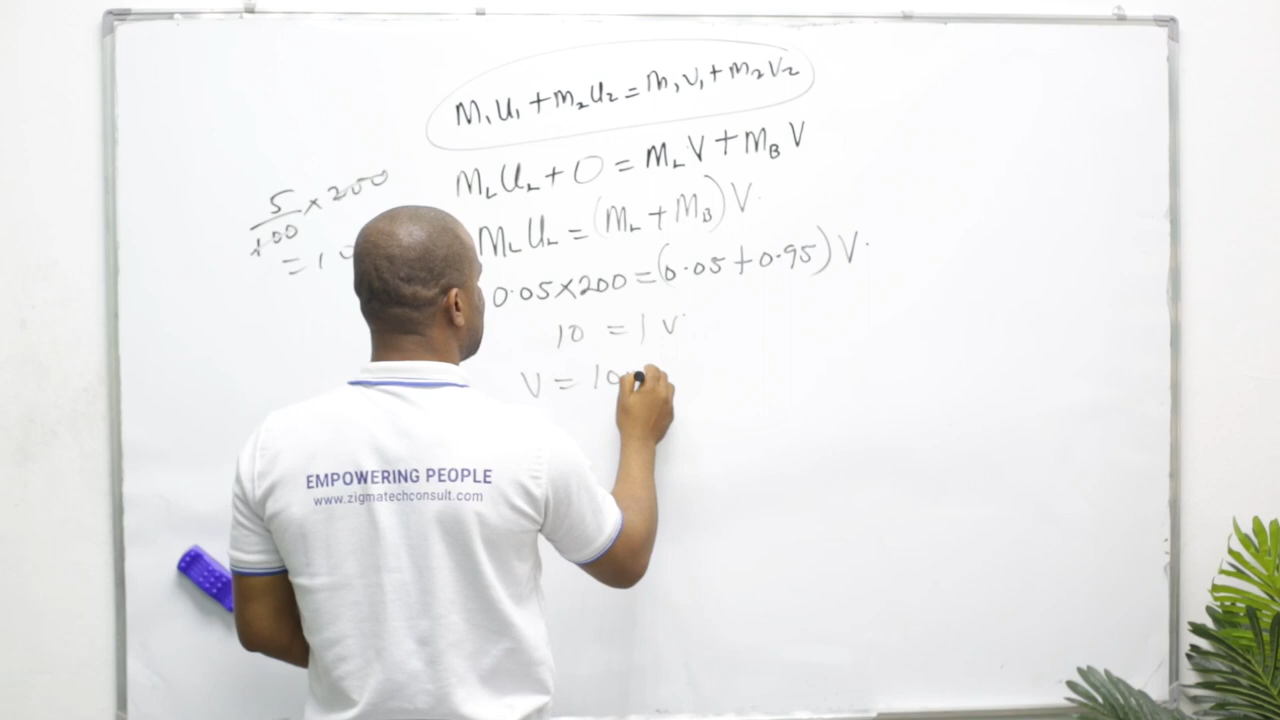 M₁U₁ + m₂U₂ = m₁V₁ + m₂V₂
M_L U_L + 0 = M_L V + M_B V
M_L U_L = (M_L + M_B) V
0.05 × 200 = (0.05 + 0.95) V
10 = 1 V
V = 10
5/100 × 200
= 10
EMPOWERING PEOPLE
www.zigmatechconsult.com